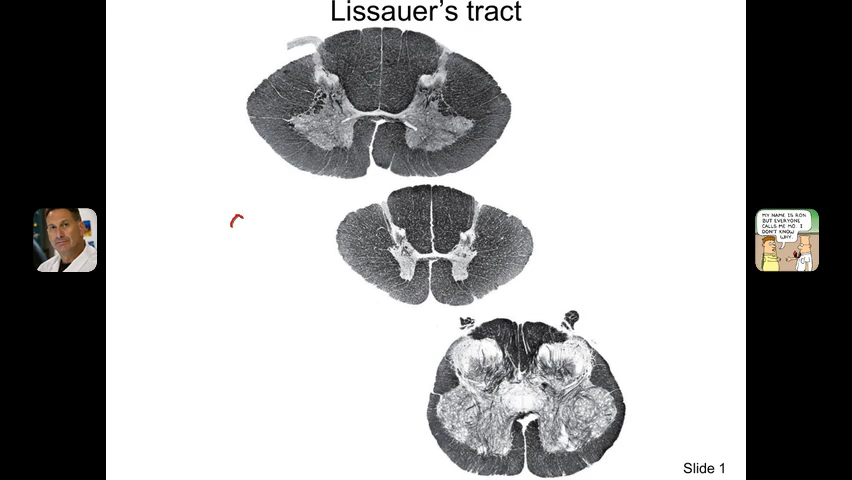 Lissauer's tract
MY NAME IS RON
BUT EVERYONE
CALLS ME MO. I
DON'T KNOW
WHY.
Slide 1